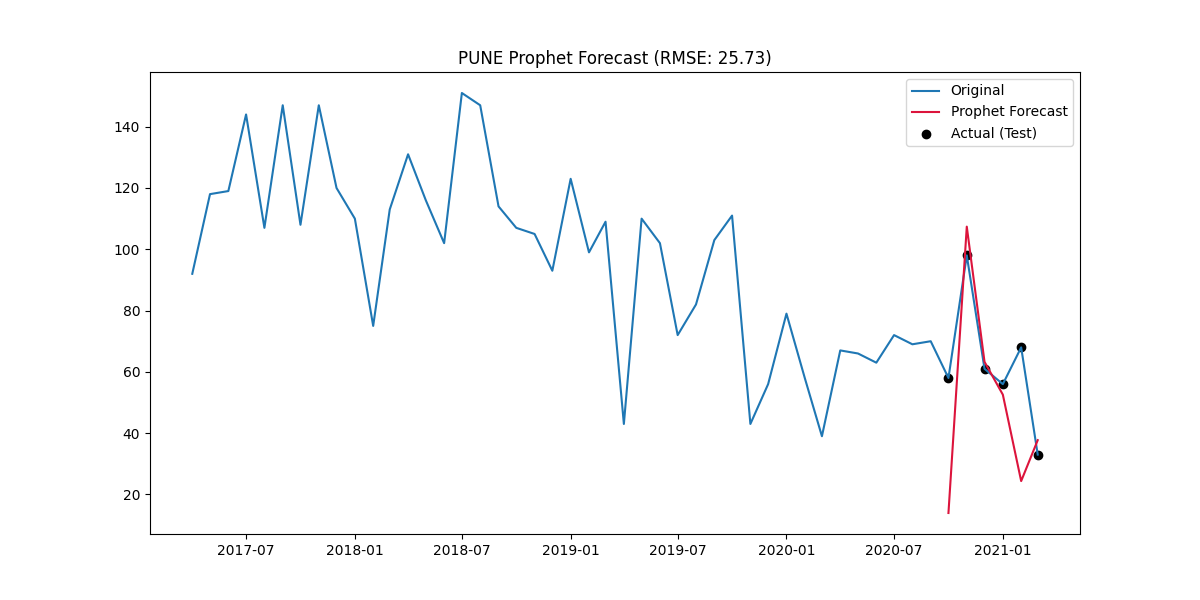 PUNE Prophet Forecast (RMSE: 25.73)
Original
Prophet Forecast
Actual (Test)
140
120
100
80
60
40
20
2017-07 2018-01 2018-07 2019-01 2019-07 2020-01 2020-07 2021-01